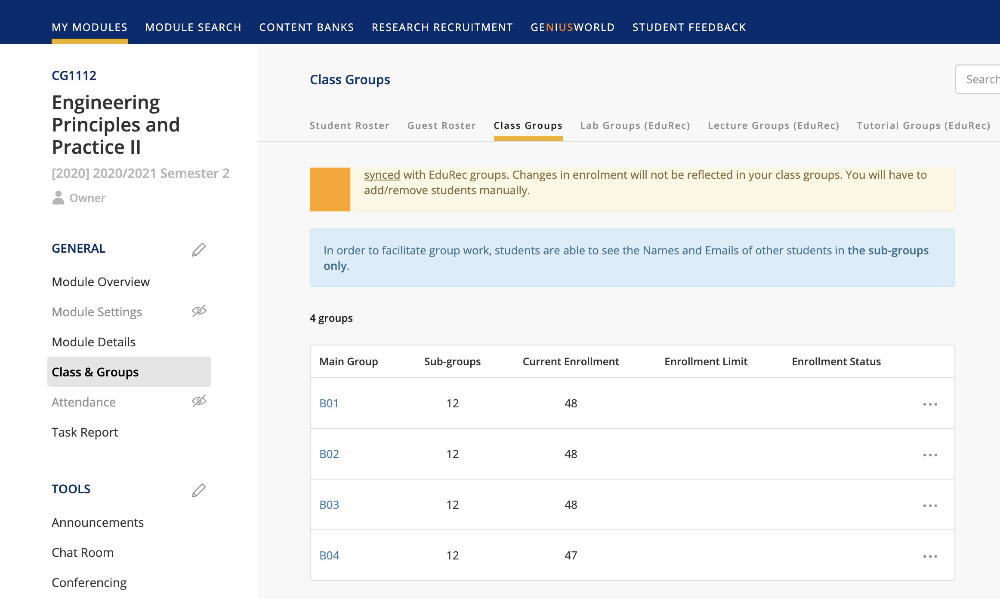 MY MODULES MODULE SEARCH CONTENT BANKS RESEARCH RECRUITMENT GENIUSWORLD STUDENT FEEDBACK
CG1112
Engineering
Principles and
Practice II
[2020] 2020/2021 Semester 2
Owner
GENERAL
Module Overview
Module Settings
Module Details
Class & Groups
Attendance
Task Report
TOOLS
Announcements
Chat Room
Conferencing
Class Groups
Search
Student Roster Guest Roster Class Groups Lab Groups (EduRec) Lecture Groups (EduRec) Tutorial Groups (EduRec)
synced with EduRec groups. Changes in enrolment will not be reflected in your class groups. You will have to
add/remove students manually.
In order to facilitate group work, students are able to see the Names and Emails of other students in the sub-groups
only.
4 groups
Main Group Sub-groups Current Enrollment Enrollment Limit Enrollment Status
B01 12 48
B02 12 48
B03 12 48
B04 12 47